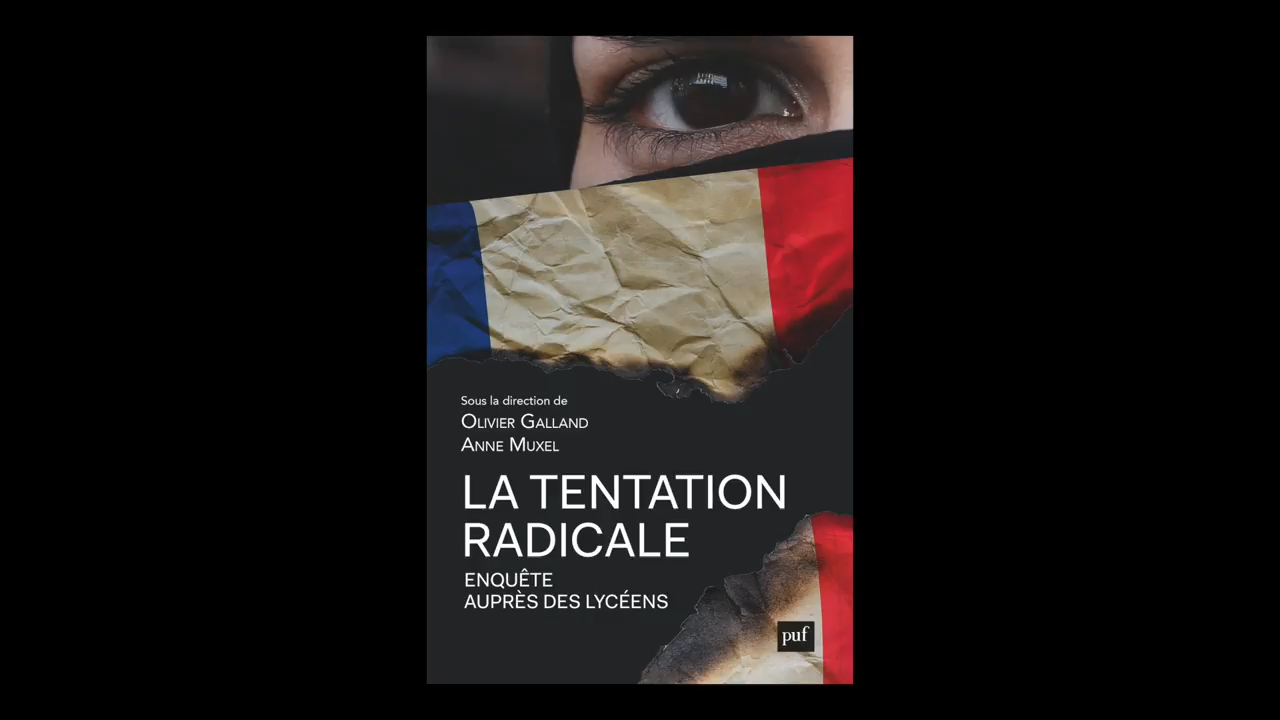 Sous la direction de
OLIVIER GALLAND
ANNE MUXEL
LA TENTATION
RADICALE
ENQUÊTE
AUPRÈS DES LYCÉENS
puf